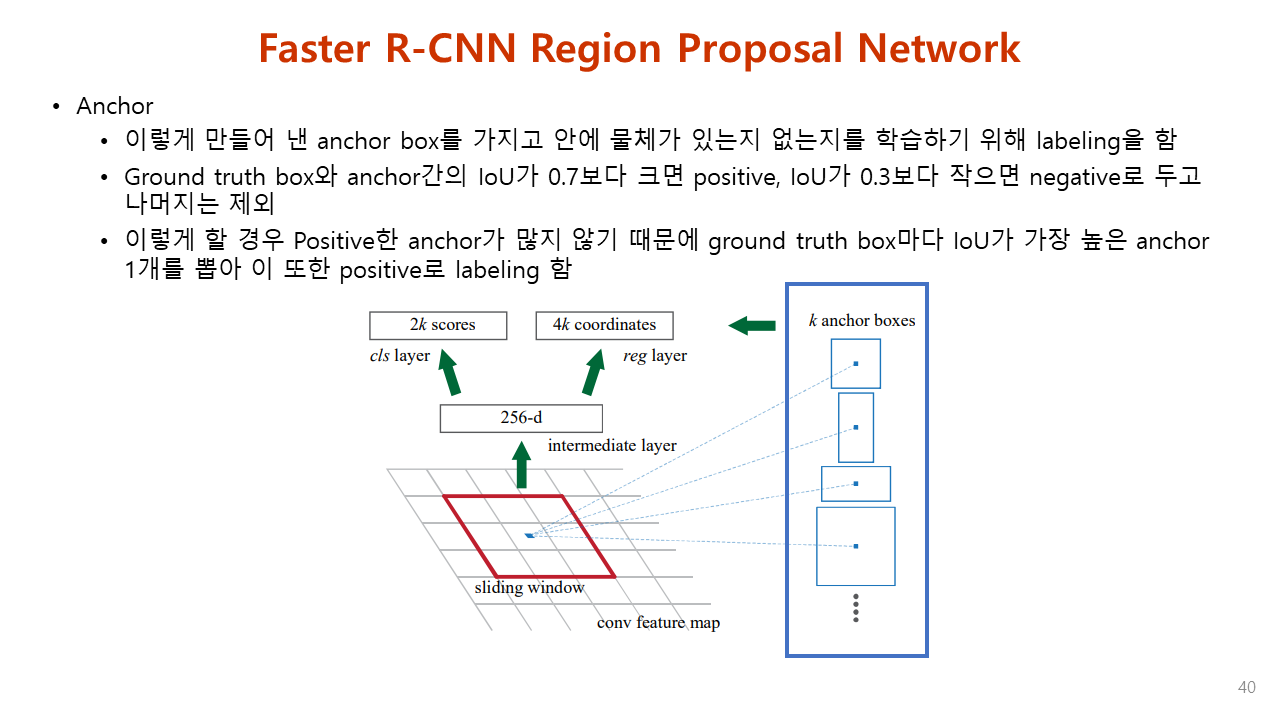 Faster R-CNN Region Proposal Network
• Anchor
• 이렇게 만들어 낸 anchor box를 가지고 안에 물체가 있는지 없는지를 학습하기 위해 labeling을 함
• Ground truth box와 anchor간의 IoU가 0.7보다 크면 positive, IoU가 0.3보다 작으면 negative로 두고
나머지는 제외
• 이렇게 할 경우 Positive한 anchor가 많지 않기 때문에 ground truth box마다 IoU가 가장 높은 anchor
1개를 뽑아 이 또한 positive로 labeling 함
2k scores
4k coordinates
k anchor boxes
cls layer
reg layer
256-d
intermediate layer
sliding window
conv feature map
40